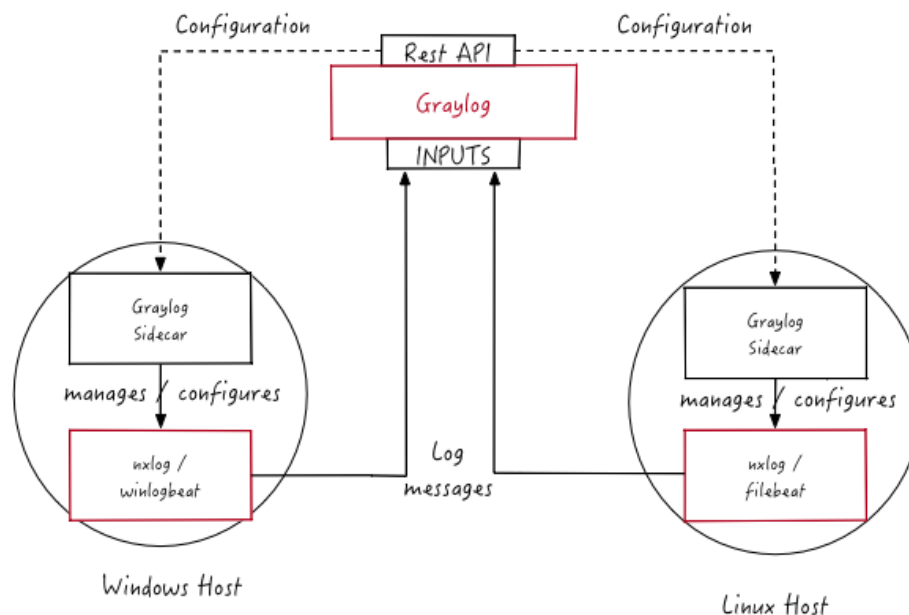 Configuration
Configuration
Rest API
Graylog
INPUTS
Graylog
Sidecar
manages / configures
nxlog /
winlogbeat
Log
messages
Graylog
Sidecar
manages / configures
nxlog /
filebeat
Windows Host
Linux Host